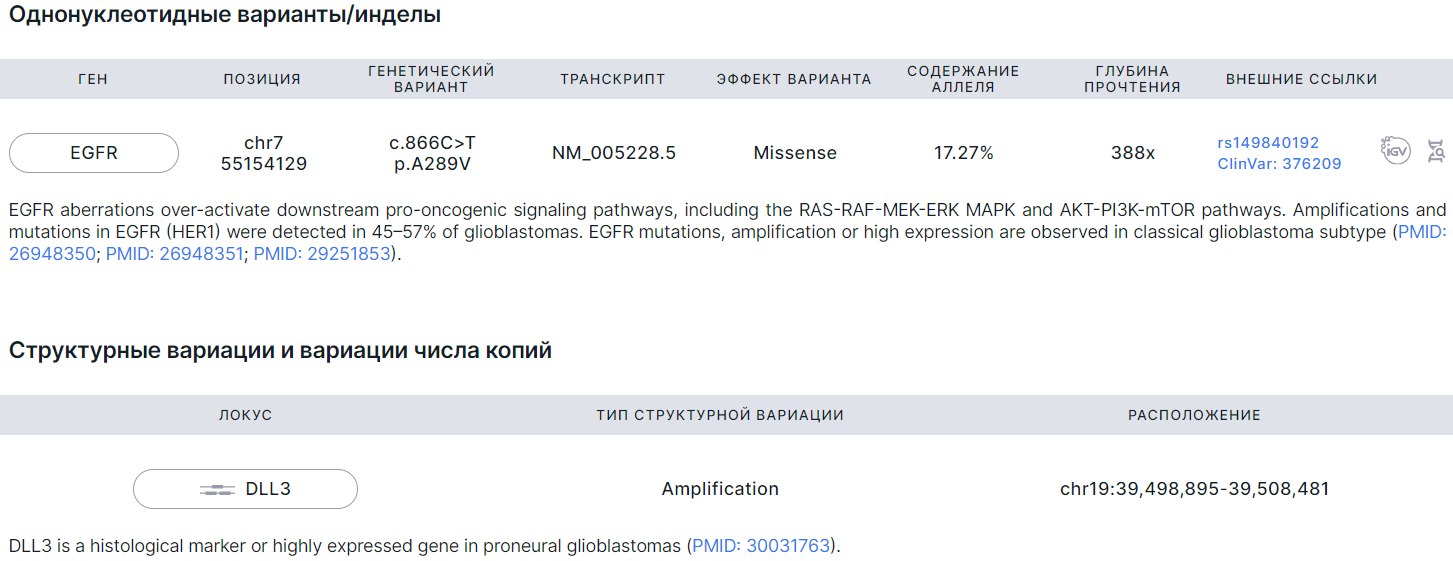 Однонуклеотидные варианты/инделы
ГЕН ПОЗИЦИЯ ГЕНЕТИЧЕСКИЙ ВАРИАНТ ТРАНСКРИПТ ЭФФЕКТ ВАРИАНТА СОДЕРЖАНИЕ АЛЛЕЛЯ ГЛУБИНА ПРОЧТЕНИЯ ВНЕШНИЕ ССЫЛКИ
EGFR chr7 55154129 c.866C>T p.A289V NM_005228.5 Missense 17.27% 388x rs149840192 ClinVar: 376209 IGV
EGFR aberrations over-activate downstream pro-oncogenic signaling pathways, including the RAS-RAF-MEK-ERK MAPK and AKT-PI3K-mTOR pathways. Amplifications and
mutations in EGFR (HER1) were detected in 45–57% of glioblastomas. EGFR mutations, amplification or high expression are observed in classical glioblastoma subtype (PMID:
26948350; PMID: 26948351; PMID: 29251853).
Структурные вариации и вариации числа копий
ЛОКУС ТИП СТРУКТУРНОЙ ВАРИАЦИИ РАСПОЛОЖЕНИЕ
DLL3 Amplification chr19:39,498,895-39,508,481
DLL3 is a histological marker or highly expressed gene in proneural glioblastomas (PMID: 30031763).